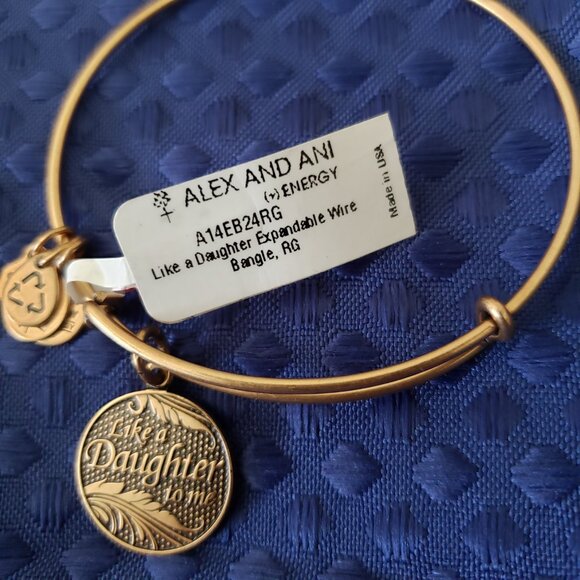 ALEX AND ANI
(+) ENERGY
A14EB24RG
Like a Daughter Expandable Wire
Bangle, RG
Made in USA
Like a
Daughter
to me